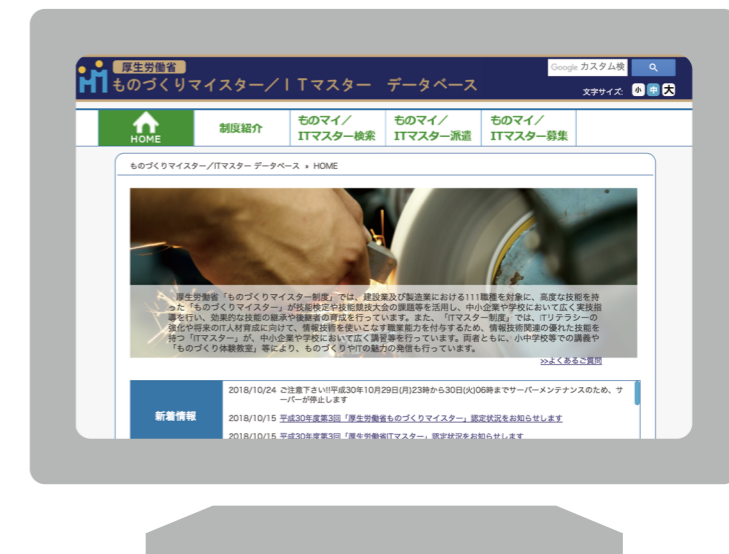 厚生労働省
ものづくりマイスター/ITマスター データベース
Google カスタム検
文字サイズ: 小 中 大
HOME
制度紹介
ものマイ/
ITマスター検索
ものマイ/
ITマスター派遣
ものマイ/
ITマスター募集
ものづくりマイスター/ITマスター データベース » HOME
厚生労働省「ものづくりマイスター制度」では、建設業及び製造業における111職種を対象に、高度な技能を持
った「ものづくりマイスター」が技能検定や技能競技大会の課題等を活用し、中小企業や学校において広く実技指
導を行い、効果的な技能の継承や後継者の育成を行っています。また、「ITマスター制度」では、ITリテラシーの
強化や将来のIT人材育成に向けて、情報技術を使いこなす職業能力を付与するため、情報技術関連の優れた技能を
持つ「ITマスター」が、中小企業や学校において広く講習等を行っています。両者ともに、小中学校等での講義や
「ものづくり体験教室」等により、ものづくりやITの魅力の発信も行っています。
>>よくあるご質問
新着情報
2018/10/24 ご注意下さい!!平成30年10月29日(月)23時から30日(火)06時までサーバーメンテナンスのため、サ
ーバーが停止します
2018/10/15 平成30年度第3回「厚生労働省ものづくりマイスター」認定状況をお知らせします
2018/10/15 平成30年度第3回「厚生労働省ITマスター」認定状況をお知らせします